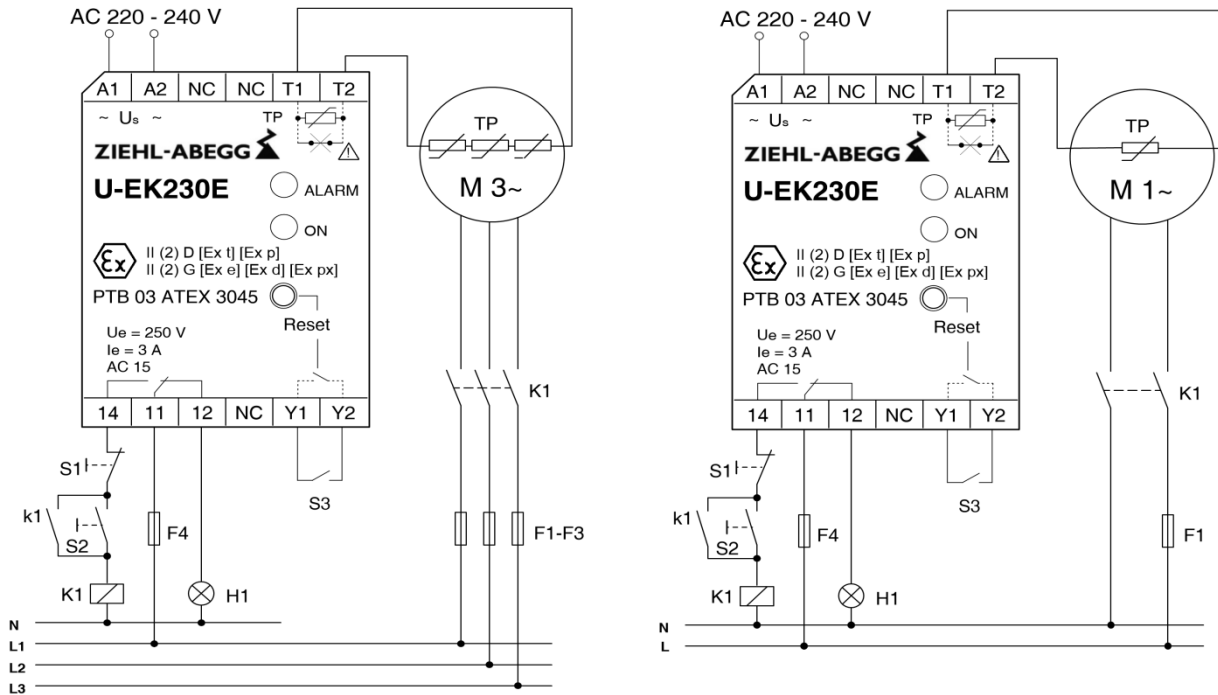 AC 220 - 240 V
A1 A2 NC NC T1 T2
~ Us ~
TP
ZIEHL-ABEGG
U-EK230E
ALARM
ON
Ex
II (2) D [Ex t] [Ex p]
II (2) G [Ex e] [Ex d] [Ex px]
PTB 03 ATEX 3045
Reset
Ue = 250 V
Ie = 3 A
AC 15
14 11 12 NC Y1 Y2
TP
M 3~
K1
S1
S3
k1
S2
F4
F1-F3
K1
H1
N
L1
L2
L3
AC 220 - 240 V
A1 A2 NC NC T1 T2
~ Us ~
TP
ZIEHL-ABEGG
U-EK230E
ALARM
ON
Ex
II (2) D [Ex t] [Ex p]
II (2) G [Ex e] [Ex d] [Ex px]
PTB 03 ATEX 3045
Reset
Ue = 250 V
Ie = 3 A
AC 15
14 11 12 NC Y1 Y2
TP
M 1~
K1
S1
S3
k1
S2
F4
F1
K1
H1
N
L